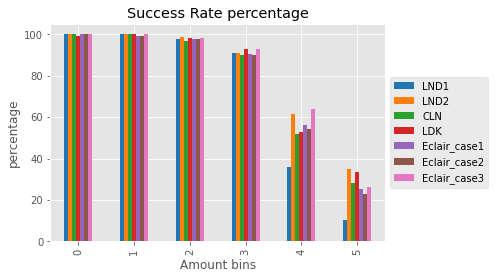 Success Rate percentage
100
80
60
40
20
0
percentage
0 1 2 3 4 5
Amount bins
LND1
LND2
CLN
LDK
Eclair_case1
Eclair_case2
Eclair_case3